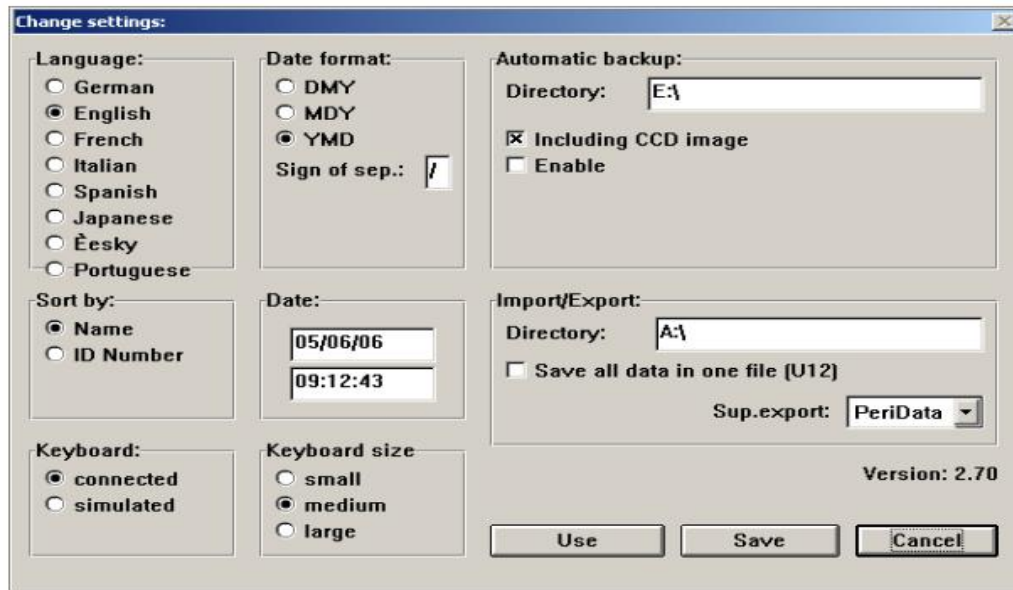 Change settings:
Language:
German
English
French
Italian
Spanish
Japanese
Èesky
Portuguese
Date format:
DMY
MDY
YMD
Sign of sep.: /
Automatic backup:
Directory: E:\
Including CCD image
Enable
Sort by:
Name
ID Number
Date:
05/06/06
09:12:43
Import/Export:
Directory: A:\
Save all data in one file (U12)
Sup.export: PeriData
Keyboard:
connected
simulated
Keyboard size
small
medium
large
Version: 2.70
Use Save Cancel